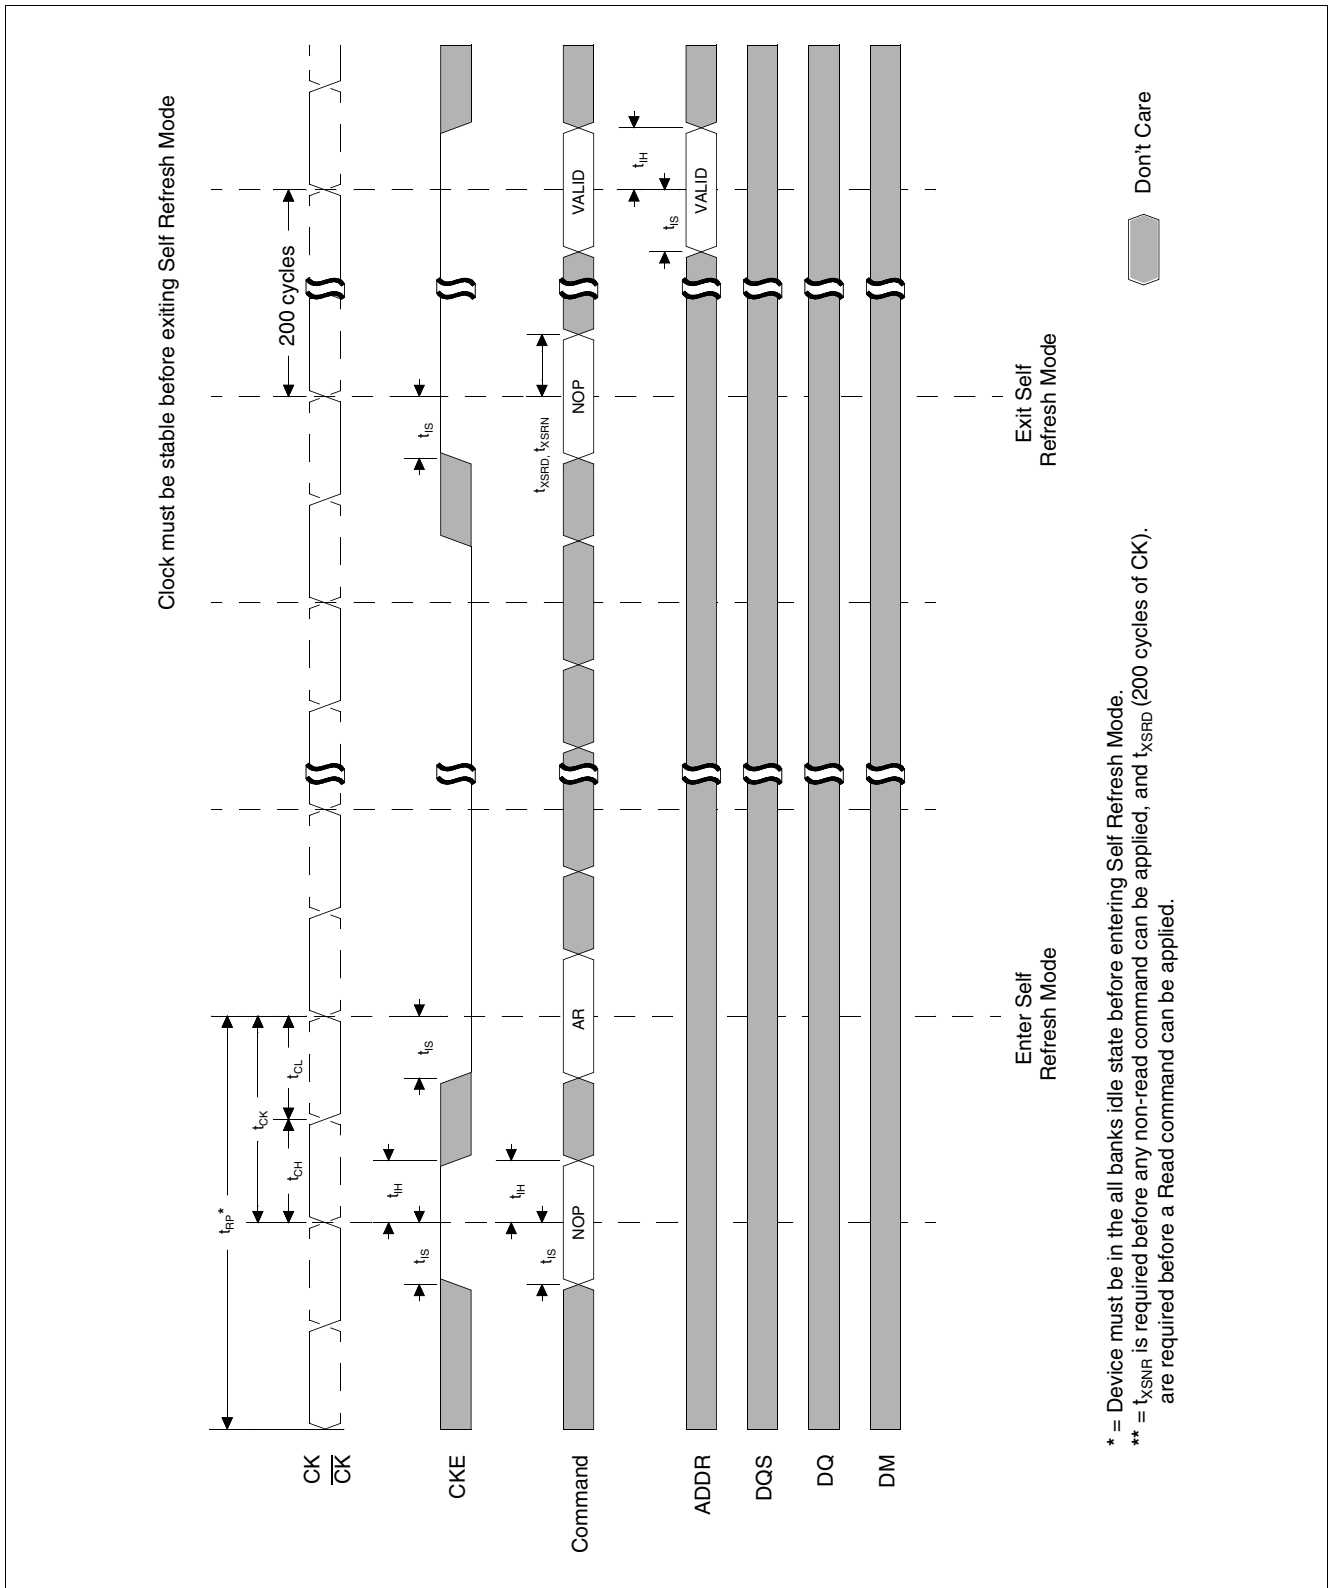 Clock must be stable before exiting Self Refresh Mode
tRP*
tCK
tCH
tCL
200 cycles
CK
CK
tIS
tIH
tIS
tIS
CKE
tIS
tIH
tXSRD, tXSRN
Command
NOP
AR
NOP
VALID
tIS
tIH
ADDR
VALID
DQS
DQ
DM
Enter Self
Refresh Mode
Exit Self
Refresh Mode
* = Device must be in the all banks idle state before entering Self Refresh Mode.
** = tXSNR is required before any non-read command can be applied, and tXSRD (200 cycles of CK).
are required before a Read command can be applied.
Don't Care